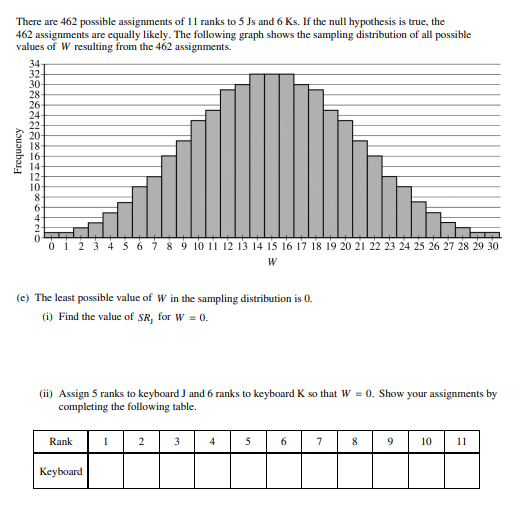 There are 462 possible assignments of 11 ranks to 5 Js and 6 Ks. If the null hypothesis is true, the
462 assignments are equally likely. The following graph shows the sampling distribution of all possible
values of W resulting from the 462 assignments.
34
32
30
28
26
24
22
20
18
16
14
12
10
8
6
4
2
0
Frequency
0 1 2 3 4 5 6 7 8 9 10 11 12 13 14 15 16 17 18 19 20 21 22 23 24 25 26 27 28 29 30
W
(e) The least possible value of W in the sampling distribution is 0.
(i) Find the value of SR_J for W = 0.
(ii) Assign 5 ranks to keyboard J and 6 ranks to keyboard K so that W = 0. Show your assignments by
completing the following table.
Rank 1 2 3 4 5 6 7 8 9 10 11
Keyboard